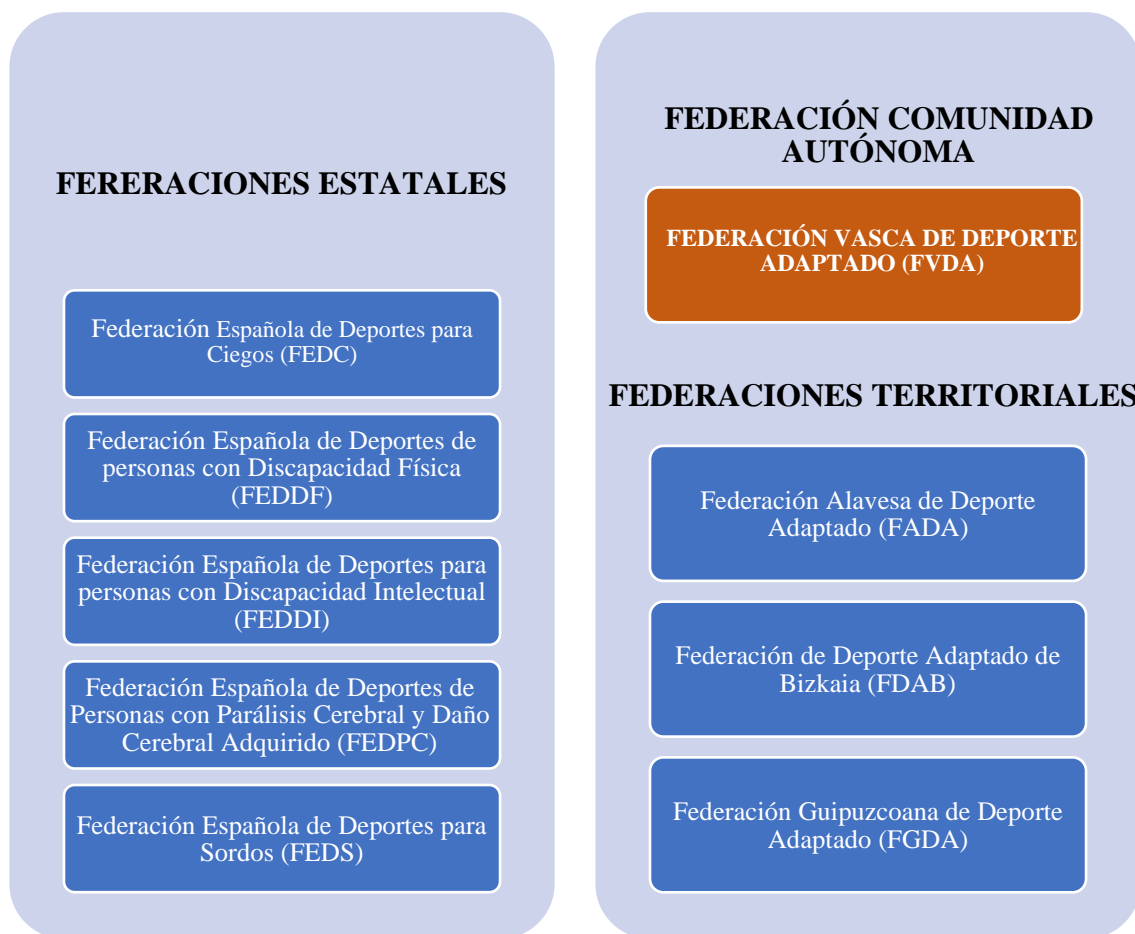 FERERACIONES ESTATALES
Federación Española de Deportes para
Ciegos (FEDC)
Federación Española de Deportes de
personas con Discapacidad Física
(FEDDF)
Federación Española de Deportes para
personas con Discapacidad Intelectual
(FEDDI)
Federación Española de Deportes de
Personas con Parálisis Cerebral y Daño
Cerebral Adquirido (FEDPC)
Federación Española de Deportes para
Sordos (FEDS)
FEDERACIÓN COMUNIDAD
AUTÓNOMA
FEDERACIÓN VASCA DE DEPORTE
ADAPTADO (FVDA)
FEDERACIONES TERRITORIALES
Federación Alavesa de Deporte
Adaptado (FADA)
Federación de Deporte Adaptado de
Bizkaia (FDAB)
Federación Guipuzcoana de Deporte
Adaptado (FGDA)